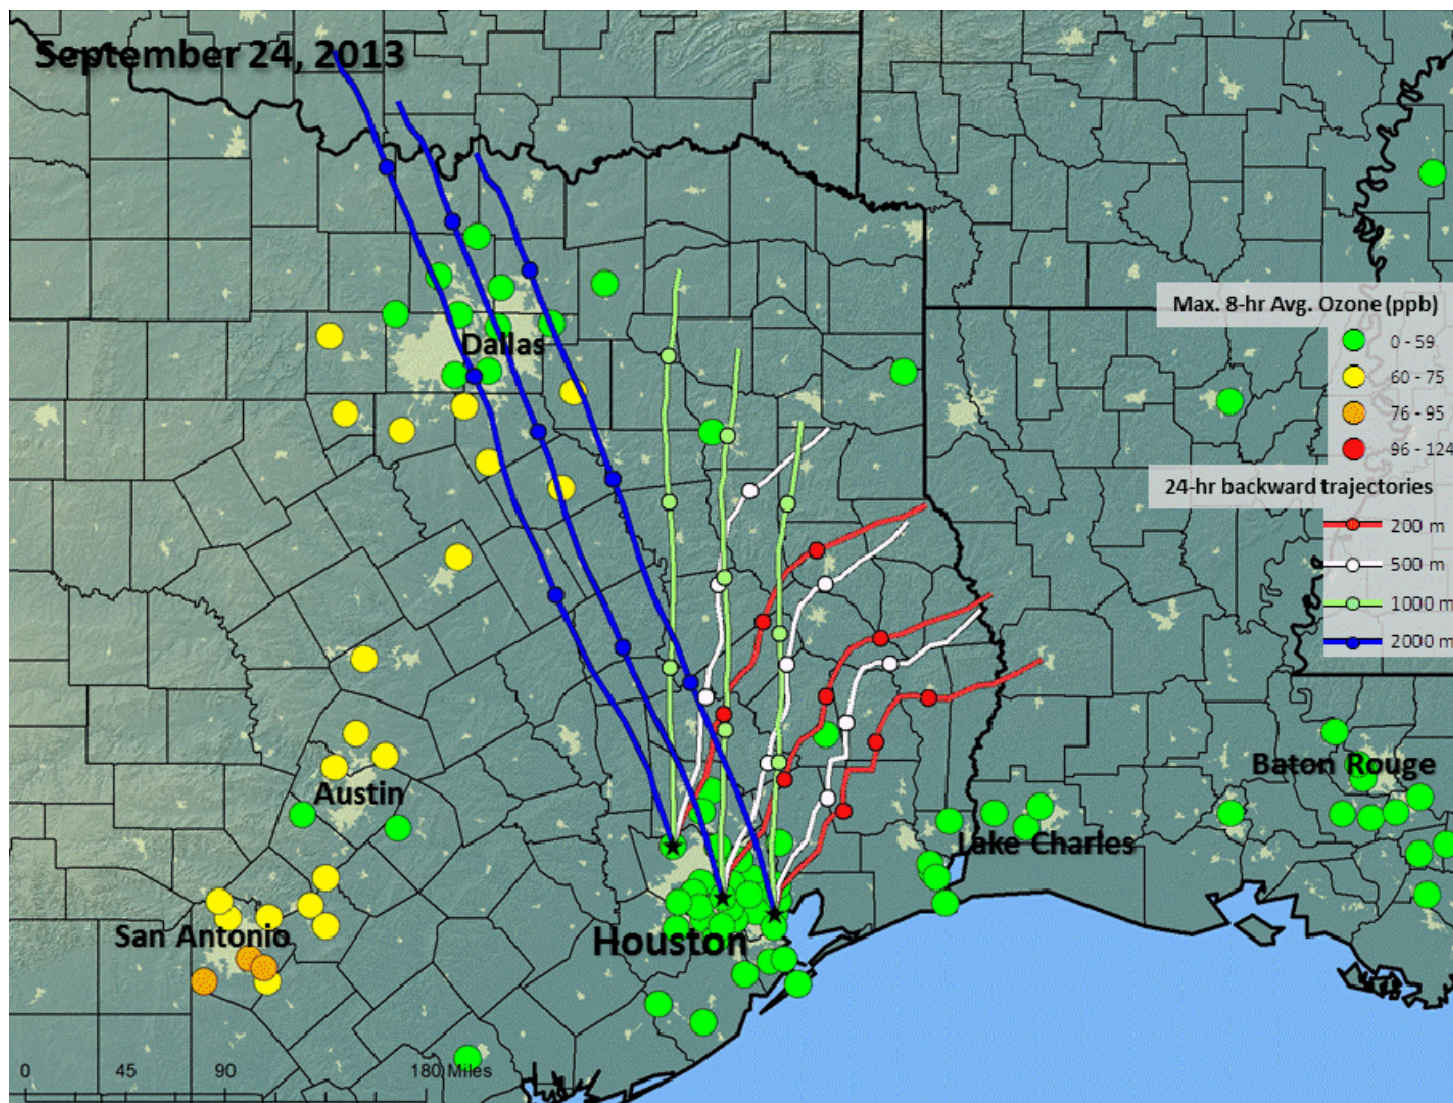 September 24, 2013
Dallas
Max. 8-hr Avg. Ozone (ppb)
0 - 59
60 - 75
76 - 95
96 - 124
24-hr backward trajectories
200 m
500 m
1000 m
2000 m
Baton Rouge
Austin
Lake Charles
San Antonio
Houston
0 45 90 180 Miles